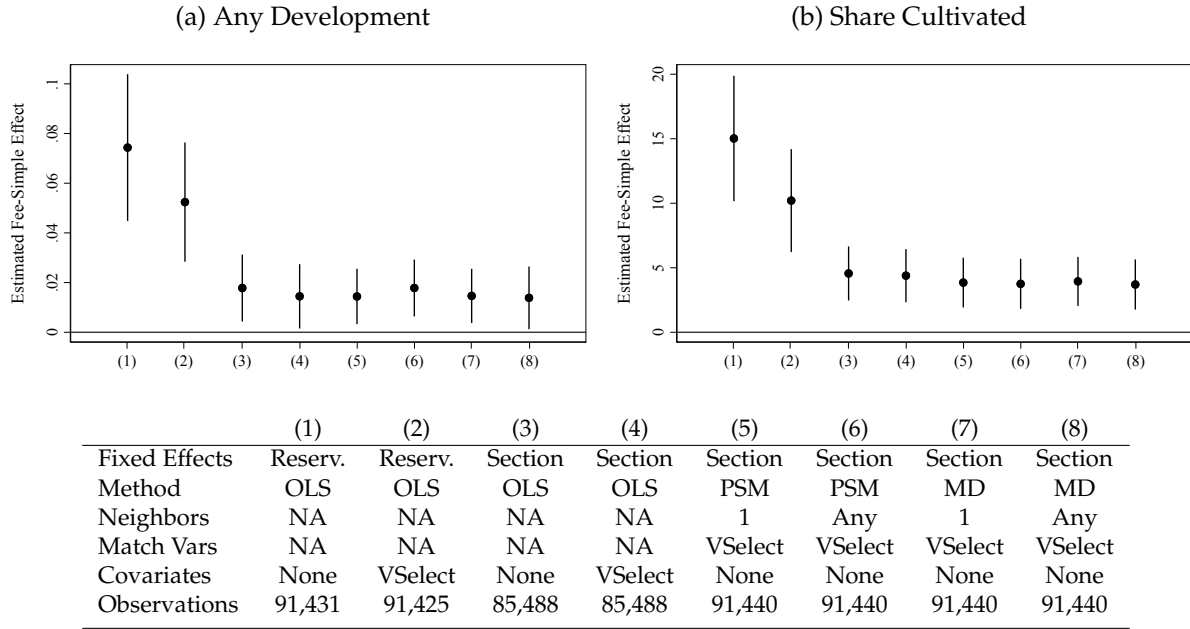 (a) Any Development
(b) Share Cultivated
Estimated Fee-Simple Effect
.1
.08
.06
.04
.02
0
(1) (2) (3) (4) (5) (6) (7) (8)
Estimated Fee-Simple Effect
20
15
10
5
0
(1) (2) (3) (4) (5) (6) (7) (8)
(1) (2) (3) (4) (5) (6) (7) (8)
Fixed Effects Reserv. Reserv. Section Section Section Section Section Section
Method OLS OLS OLS OLS PSM PSM MD MD
Neighbors NA NA NA NA 1 Any 1 Any
Match Vars NA NA NA NA VSelect VSelect VSelect VSelect
Covariates None VSelect None VSelect None None None None
Observations 91,431 91,425 85,488 85,488 91,440 91,440 91,440 91,440